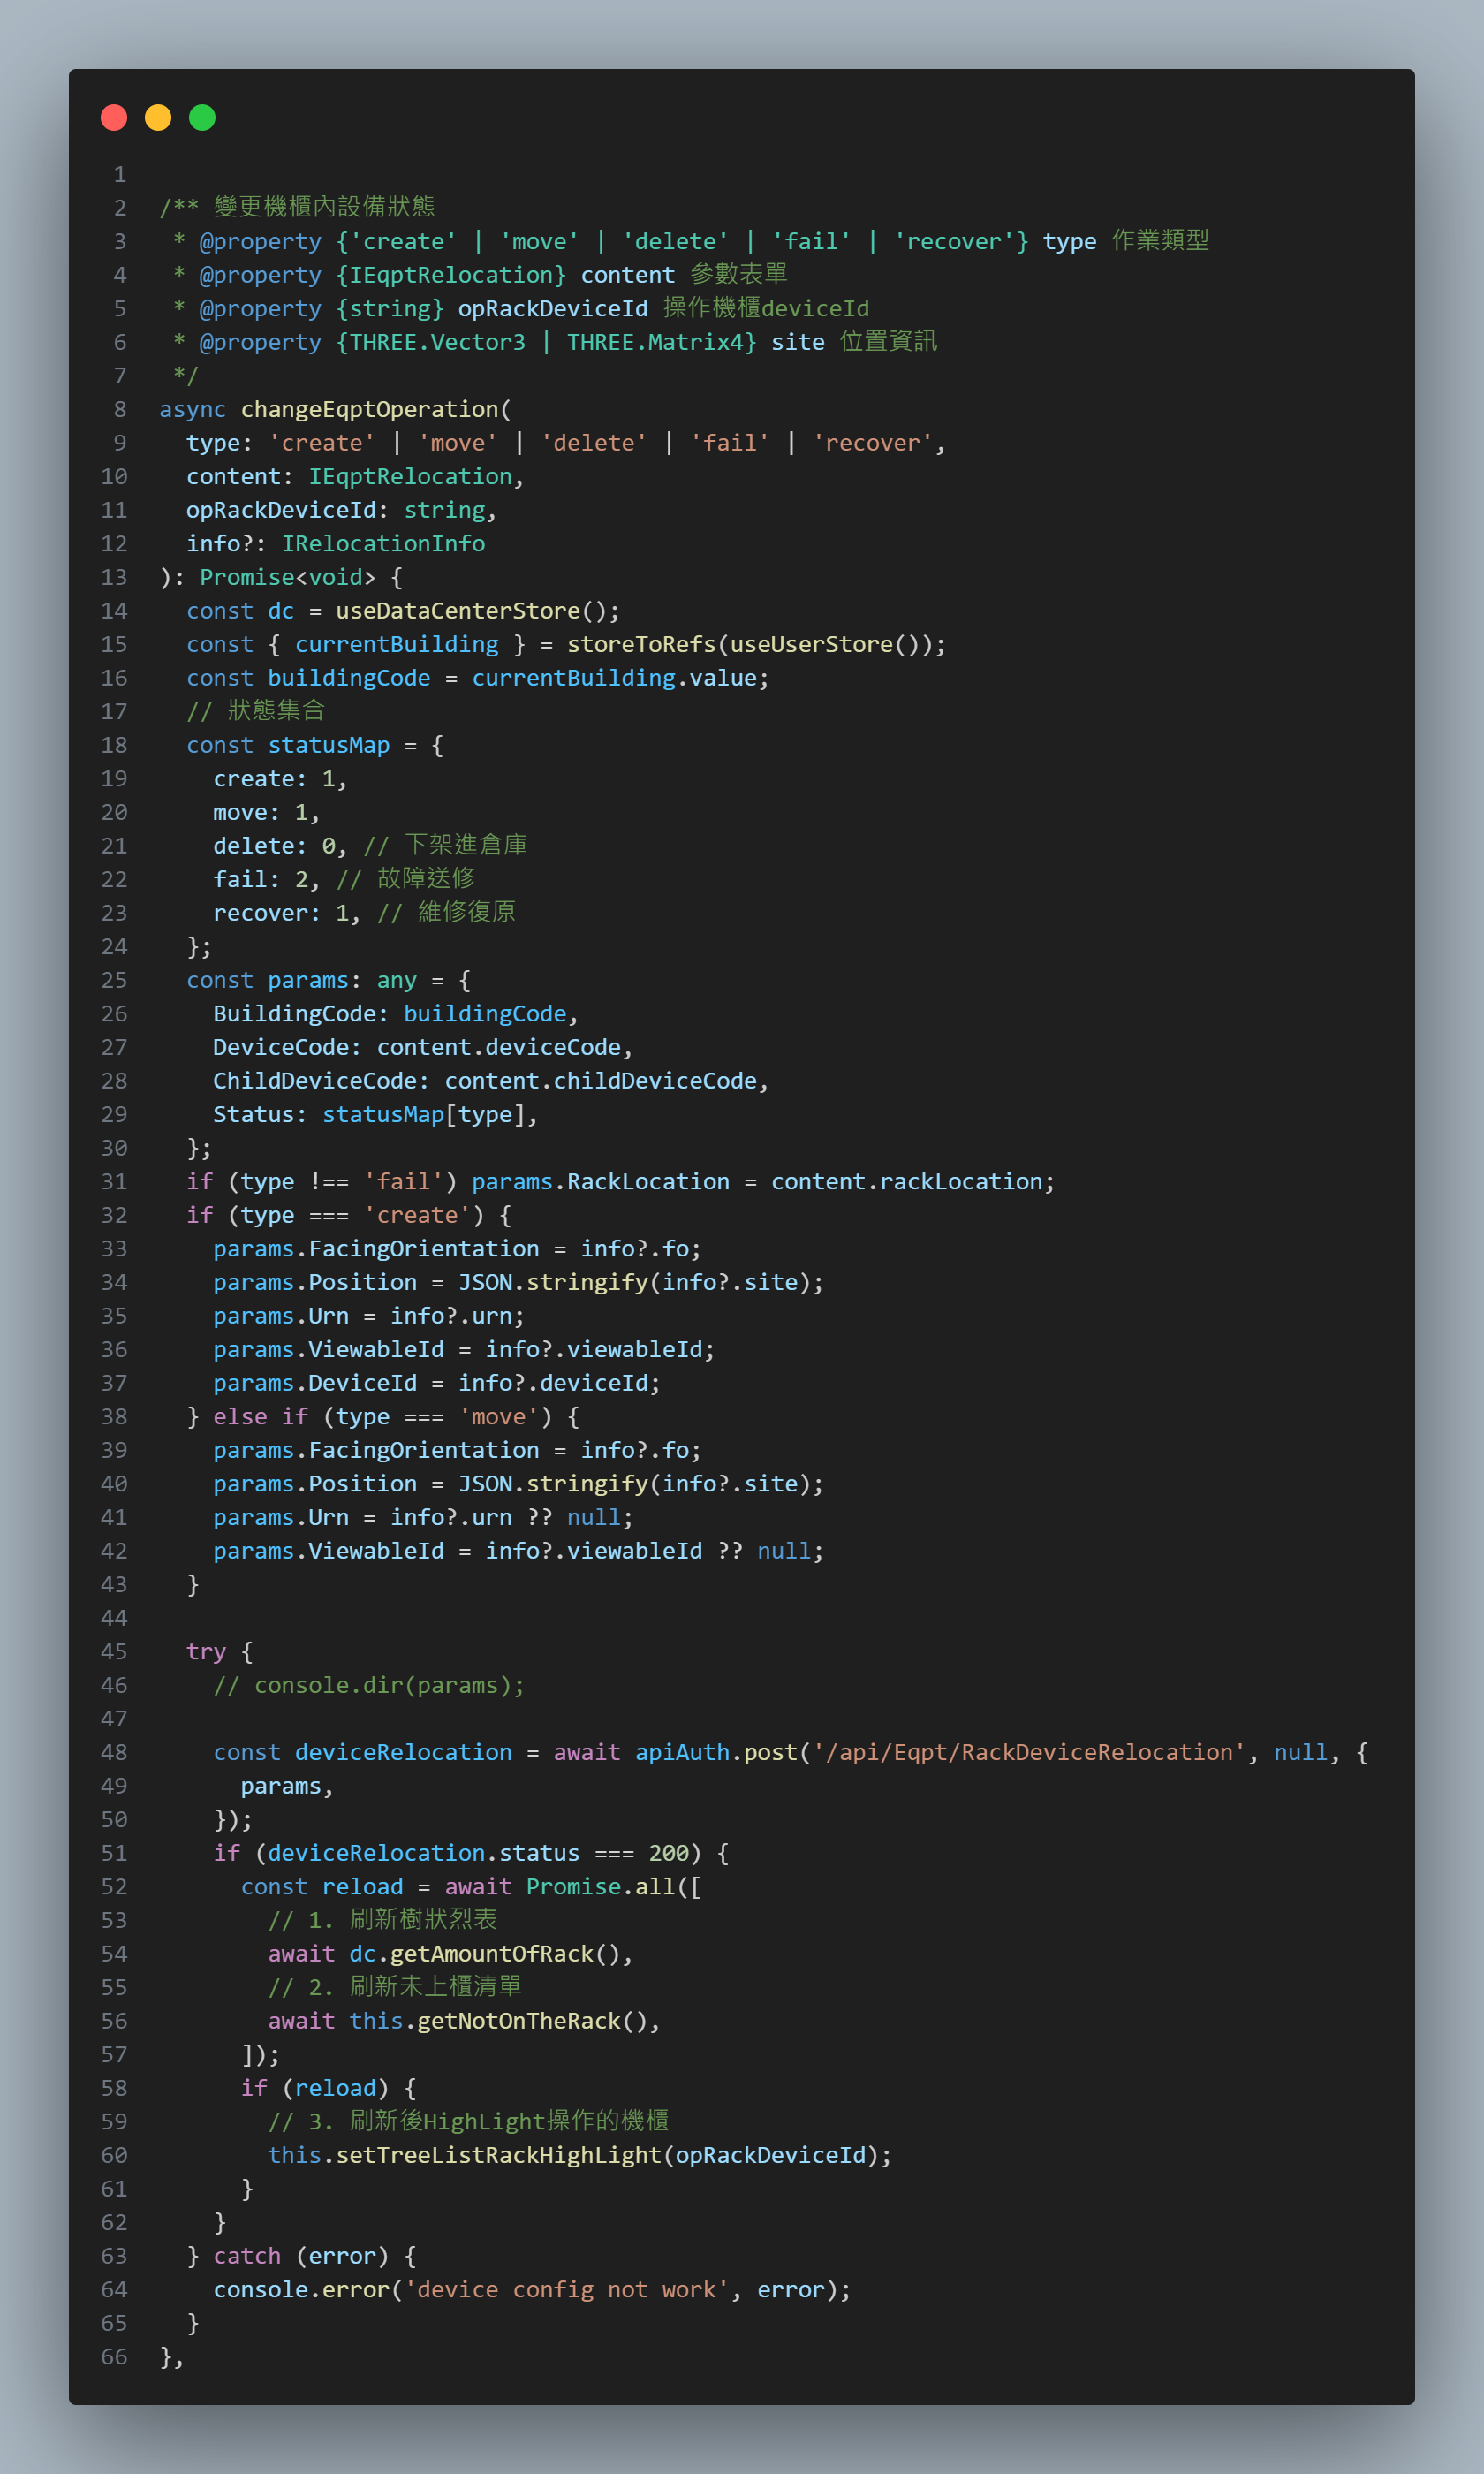 1
2 /** 變更機櫃內設備狀態
3  * @property {'create' | 'move' | 'delete' | 'fail' | 'recover'} type 作業類型
4  * @property {IEqptRelocation} content 參數表單
5  * @property {string} opRackDeviceId 操作機櫃deviceId
6  * @property {THREE.Vector3 | THREE.Matrix4} site 位置資訊
7  */
8 async changeEqptOperation(
9   type: 'create' | 'move' | 'delete' | 'fail' | 'recover',
10   content: IEqptRelocation,
11   opRackDeviceId: string,
12   info?: IRelocationInfo
13 ): Promise<void> {
14   const dc = useDataCenterStore();
15   const { currentBuilding } = storeToRefs(useUserStore());
16   const buildingCode = currentBuilding.value;
17   // 狀態集合
18   const statusMap = {
19     create: 1,
20     move: 1,
21     delete: 0, // 下架進倉庫
22     fail: 2, // 故障送修
23     recover: 1, // 維修復原
24   };
25   const params: any = {
26     BuildingCode: buildingCode,
27     DeviceCode: content.deviceCode,
28     ChildDeviceCode: content.childDeviceCode,
29     Status: statusMap[type],
30   };
31   if (type !== 'fail') params.RackLocation = content.rackLocation;
32   if (type === 'create') {
33     params.FacingOrientation = info?.fo;
34     params.Position = JSON.stringify(info?.site);
35     params.Urn = info?.urn;
36     params.ViewableId = info?.viewableId;
37     params.DeviceId = info?.deviceId;
38   } else if (type === 'move') {
39     params.FacingOrientation = info?.fo;
40     params.Position = JSON.stringify(info?.site);
41     params.Urn = info?.urn ?? null;
42     params.ViewableId = info?.viewableId ?? null;
43   }
44
45   try {
46     // console.dir(params);
47
48     const deviceRelocation = await apiAuth.post('/api/Eqpt/RackDeviceRelocation', null, {
49       params,
50     });
51     if (deviceRelocation.status === 200) {
52       const reload = await Promise.all([
53         // 1. 刷新樹狀烈表
54         await dc.getAmountOfRack(),
55         // 2. 刷新未上櫃清單
56         await this.getNotOnTheRack(),
57       ]);
58       if (reload) {
59         // 3. 刷新後HighLight操作的機櫃
60         this.setTreeListRackHighLight(opRackDeviceId);
61       }
62     }
63   } catch (error) {
64     console.error('device config not work', error);
65   }
66 },